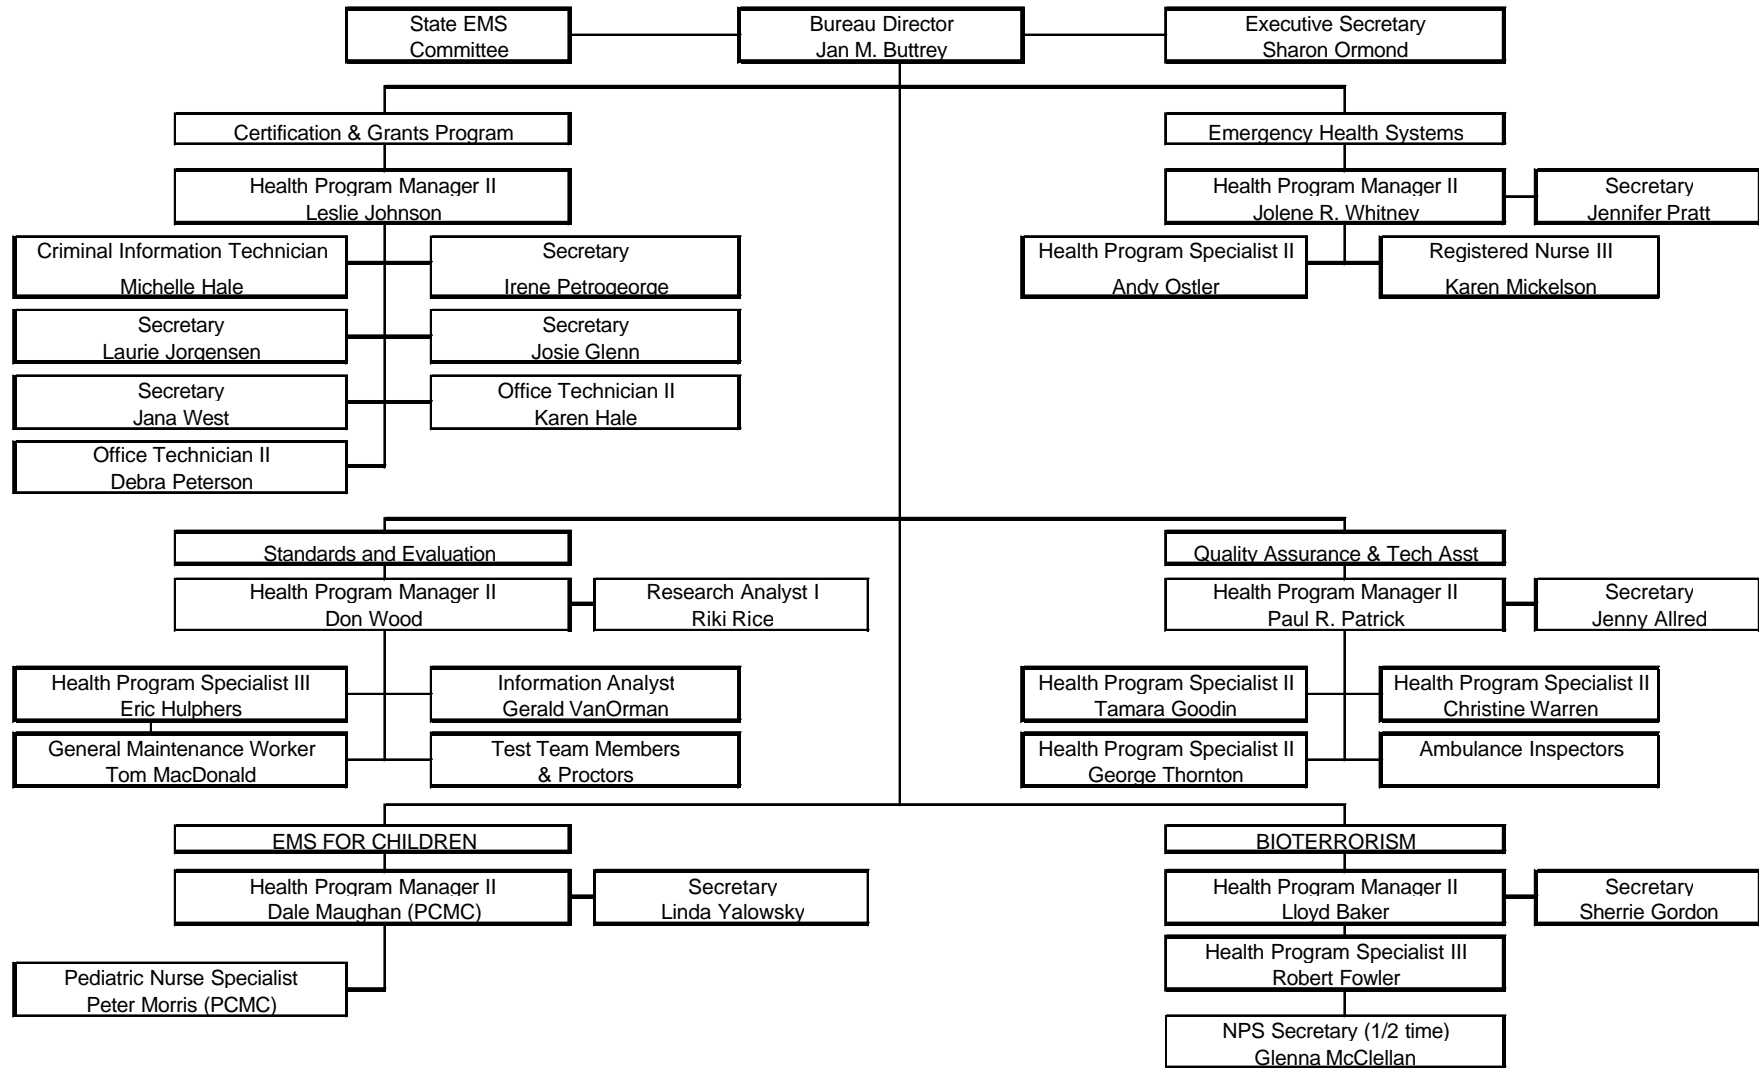 State EMS
Committee
Bureau Director
Jan M. Buttrey
Executive Secretary
Sharon Ormond
Certification & Grants Program
Health Program Manager II
Leslie Johnson
Criminal Information Technician
Michelle Hale
Secretary
Irene Petrogeorge
Secretary
Laurie Jorgensen
Secretary
Josie Glenn
Secretary
Jana West
Office Technician II
Karen Hale
Office Technician II
Debra Peterson
Emergency Health Systems
Health Program Manager II
Jolene R. Whitney
Secretary
Jennifer Pratt
Health Program Specialist II
Andy Ostler
Registered Nurse III
Karen Mickelson
Standards and Evaluation
Health Program Manager II
Don Wood
Research Analyst I
Riki Rice
Health Program Specialist III
Eric Hulphers
Information Analyst
Gerald VanOrman
General Maintenance Worker
Tom MacDonald
Test Team Members
& Proctors
Quality Assurance & Tech Asst
Health Program Manager II
Paul R. Patrick
Secretary
Jenny Allred
Health Program Specialist II
Tamara Goodin
Health Program Specialist II
Christine Warren
Health Program Specialist II
George Thornton
Ambulance Inspectors
EMS FOR CHILDREN
Health Program Manager II
Dale Maughan (PCMC)
Secretary
Linda Yalowsky
Pediatric Nurse Specialist
Peter Morris (PCMC)
BIOTERRORISM
Health Program Manager II
Lloyd Baker
Secretary
Sherrie Gordon
Health Program Specialist III
Robert Fowler
NPS Secretary (1/2 time)
Glenna McClellan